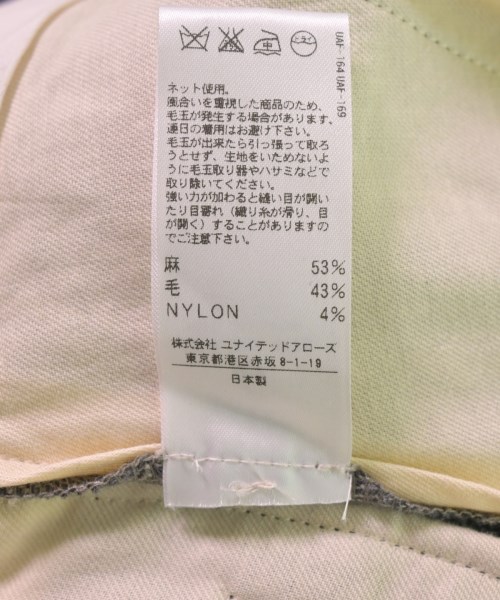 ネット使用。
風合いを重視した商品のため、
毛玉が発生する場合があります。
連日の着用はお避け下さい。
毛玉が出来たら引っ張って取ろ
うとせず、生地をいためないよ
うに毛玉取り器やハサミなどで
取り除いてください。
強い力が加わると縫い目が開い
たり目寄れ（織り糸が滑り、目
が開く）することがありますの
でご注意下さい。
麻 53%
毛 43%
NYLON 4%
株式会社 ユナイテッドアローズ
東京都港区赤坂 8-1-19
日本製
UAF-164 UAF-169
中
ドライ